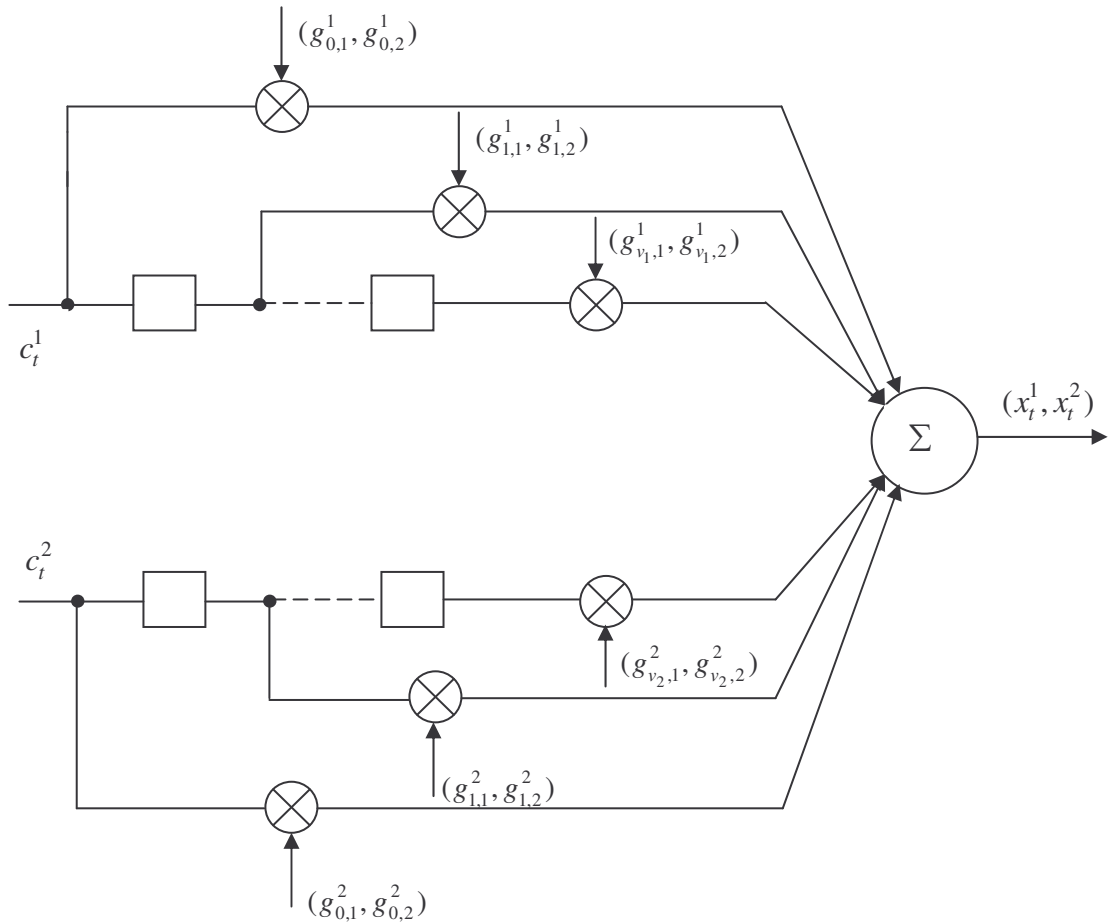 (g^1_{0,1}, g^1_{0,2})
(g^1_{1,1}, g^1_{1,2})
(g^1_{v_1,1}, g^1_{v_1,2})
c^1_t
(x^1_t, x^2_t)
Σ
c^2_t
(g^2_{v_2,1}, g^2_{v_2,2})
(g^2_{1,1}, g^2_{1,2})
(g^2_{0,1}, g^2_{0,2})